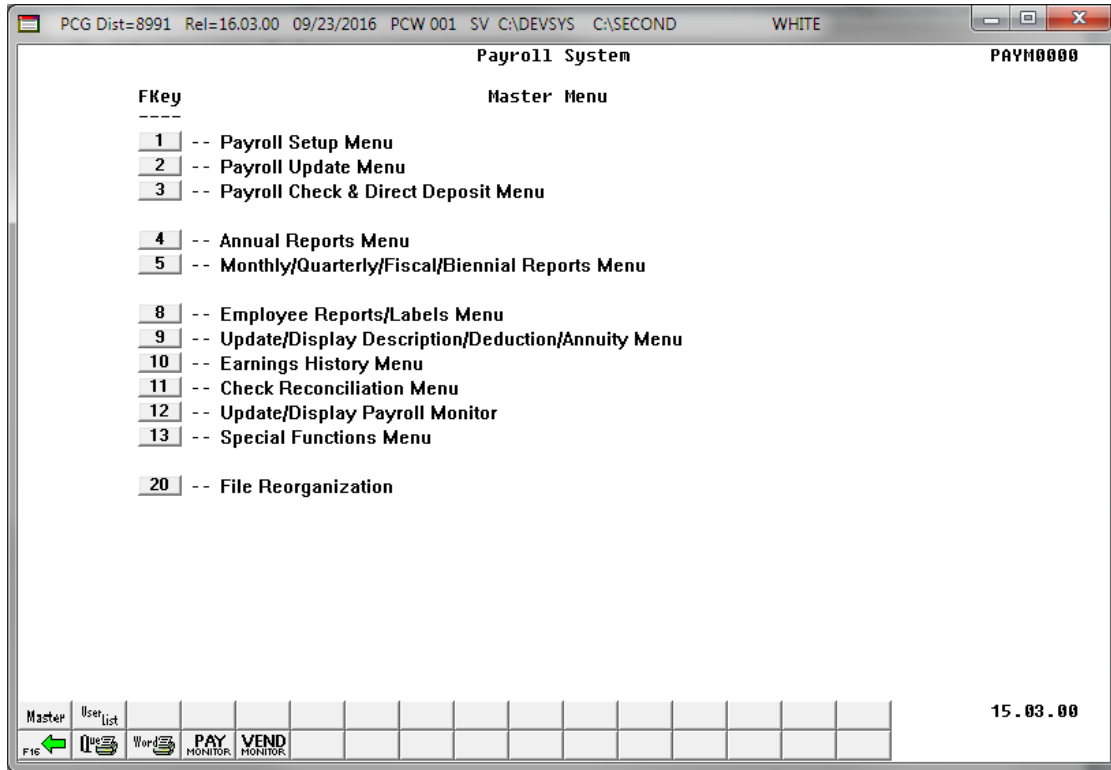 PCG Dist=8991 Rel=16.03.00 09/23/2016 PCW 001 SV C:\DEVSYS C:\SECOND WHITE
Payroll System PAYM0000
FKey Master Menu
----
1 -- Payroll Setup Menu
2 -- Payroll Update Menu
3 -- Payroll Check & Direct Deposit Menu
4 -- Annual Reports Menu
5 -- Monthly/Quarterly/Fiscal/Biennial Reports Menu
8 -- Employee Reports/Labels Menu
9 -- Update/Display Description/Deduction/Annuity Menu
10 -- Earnings History Menu
11 -- Check Reconciliation Menu
12 -- Update/Display Payroll Monitor
13 -- Special Functions Menu
20 -- File Reorganization
Master User List 15.03.00
F16 Que Word PAY MONITOR VEND MONITOR